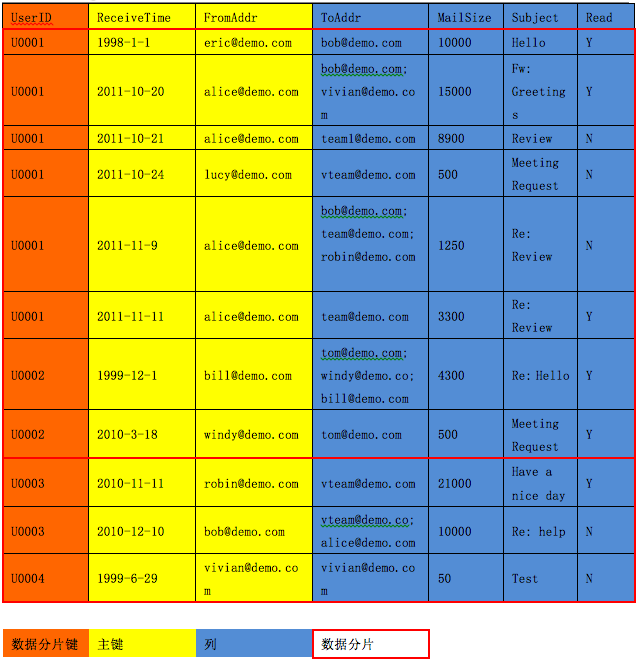 UserID ReceiveTime FromAddr ToAddr MailSize Subject Read
U0001 1998-1-1 eric@demo.com bob@demo.com 10000 Hello Y
bob@demo.com; Fw:
U0001 2011-10-20 alice@demo.com vivian@demo.co 15000 Greeting Y
m s
U0001 2011-10-21 alice@demo.com team1@demo.com 8900 Review N
Meeting
U0001 2011-10-24 lucy@demo.com vteam@demo.com 500 Request N
bob@demo.com;
team@demo.com; Re:
U0001 2011-11-9 alice@demo.com robin@demo.com 1250 Review N
Re:
U0001 2011-11-11 alice@demo.com team@demo.com 3300 Review Y
tom@demo.com;
U0002 1999-12-1 bill@demo.com windy@demo.co; 4300 Re: Hello Y
bill@demo.com
Meeting
U0002 2010-3-18 windy@demo.com tom@demo.com 500 Request Y
Have a
U0003 2010-11-11 robin@demo.com vteam@demo.com 21000 nice day Y
vteam@demo.co;
U0003 2010-12-10 bob@demo.com alice@demo.com 10000 Re: help N
vivian@demo.co vivian@demo.co
U0004 1999-6-29 m m 50 Test N
数据分片键 主键 列 数据分片